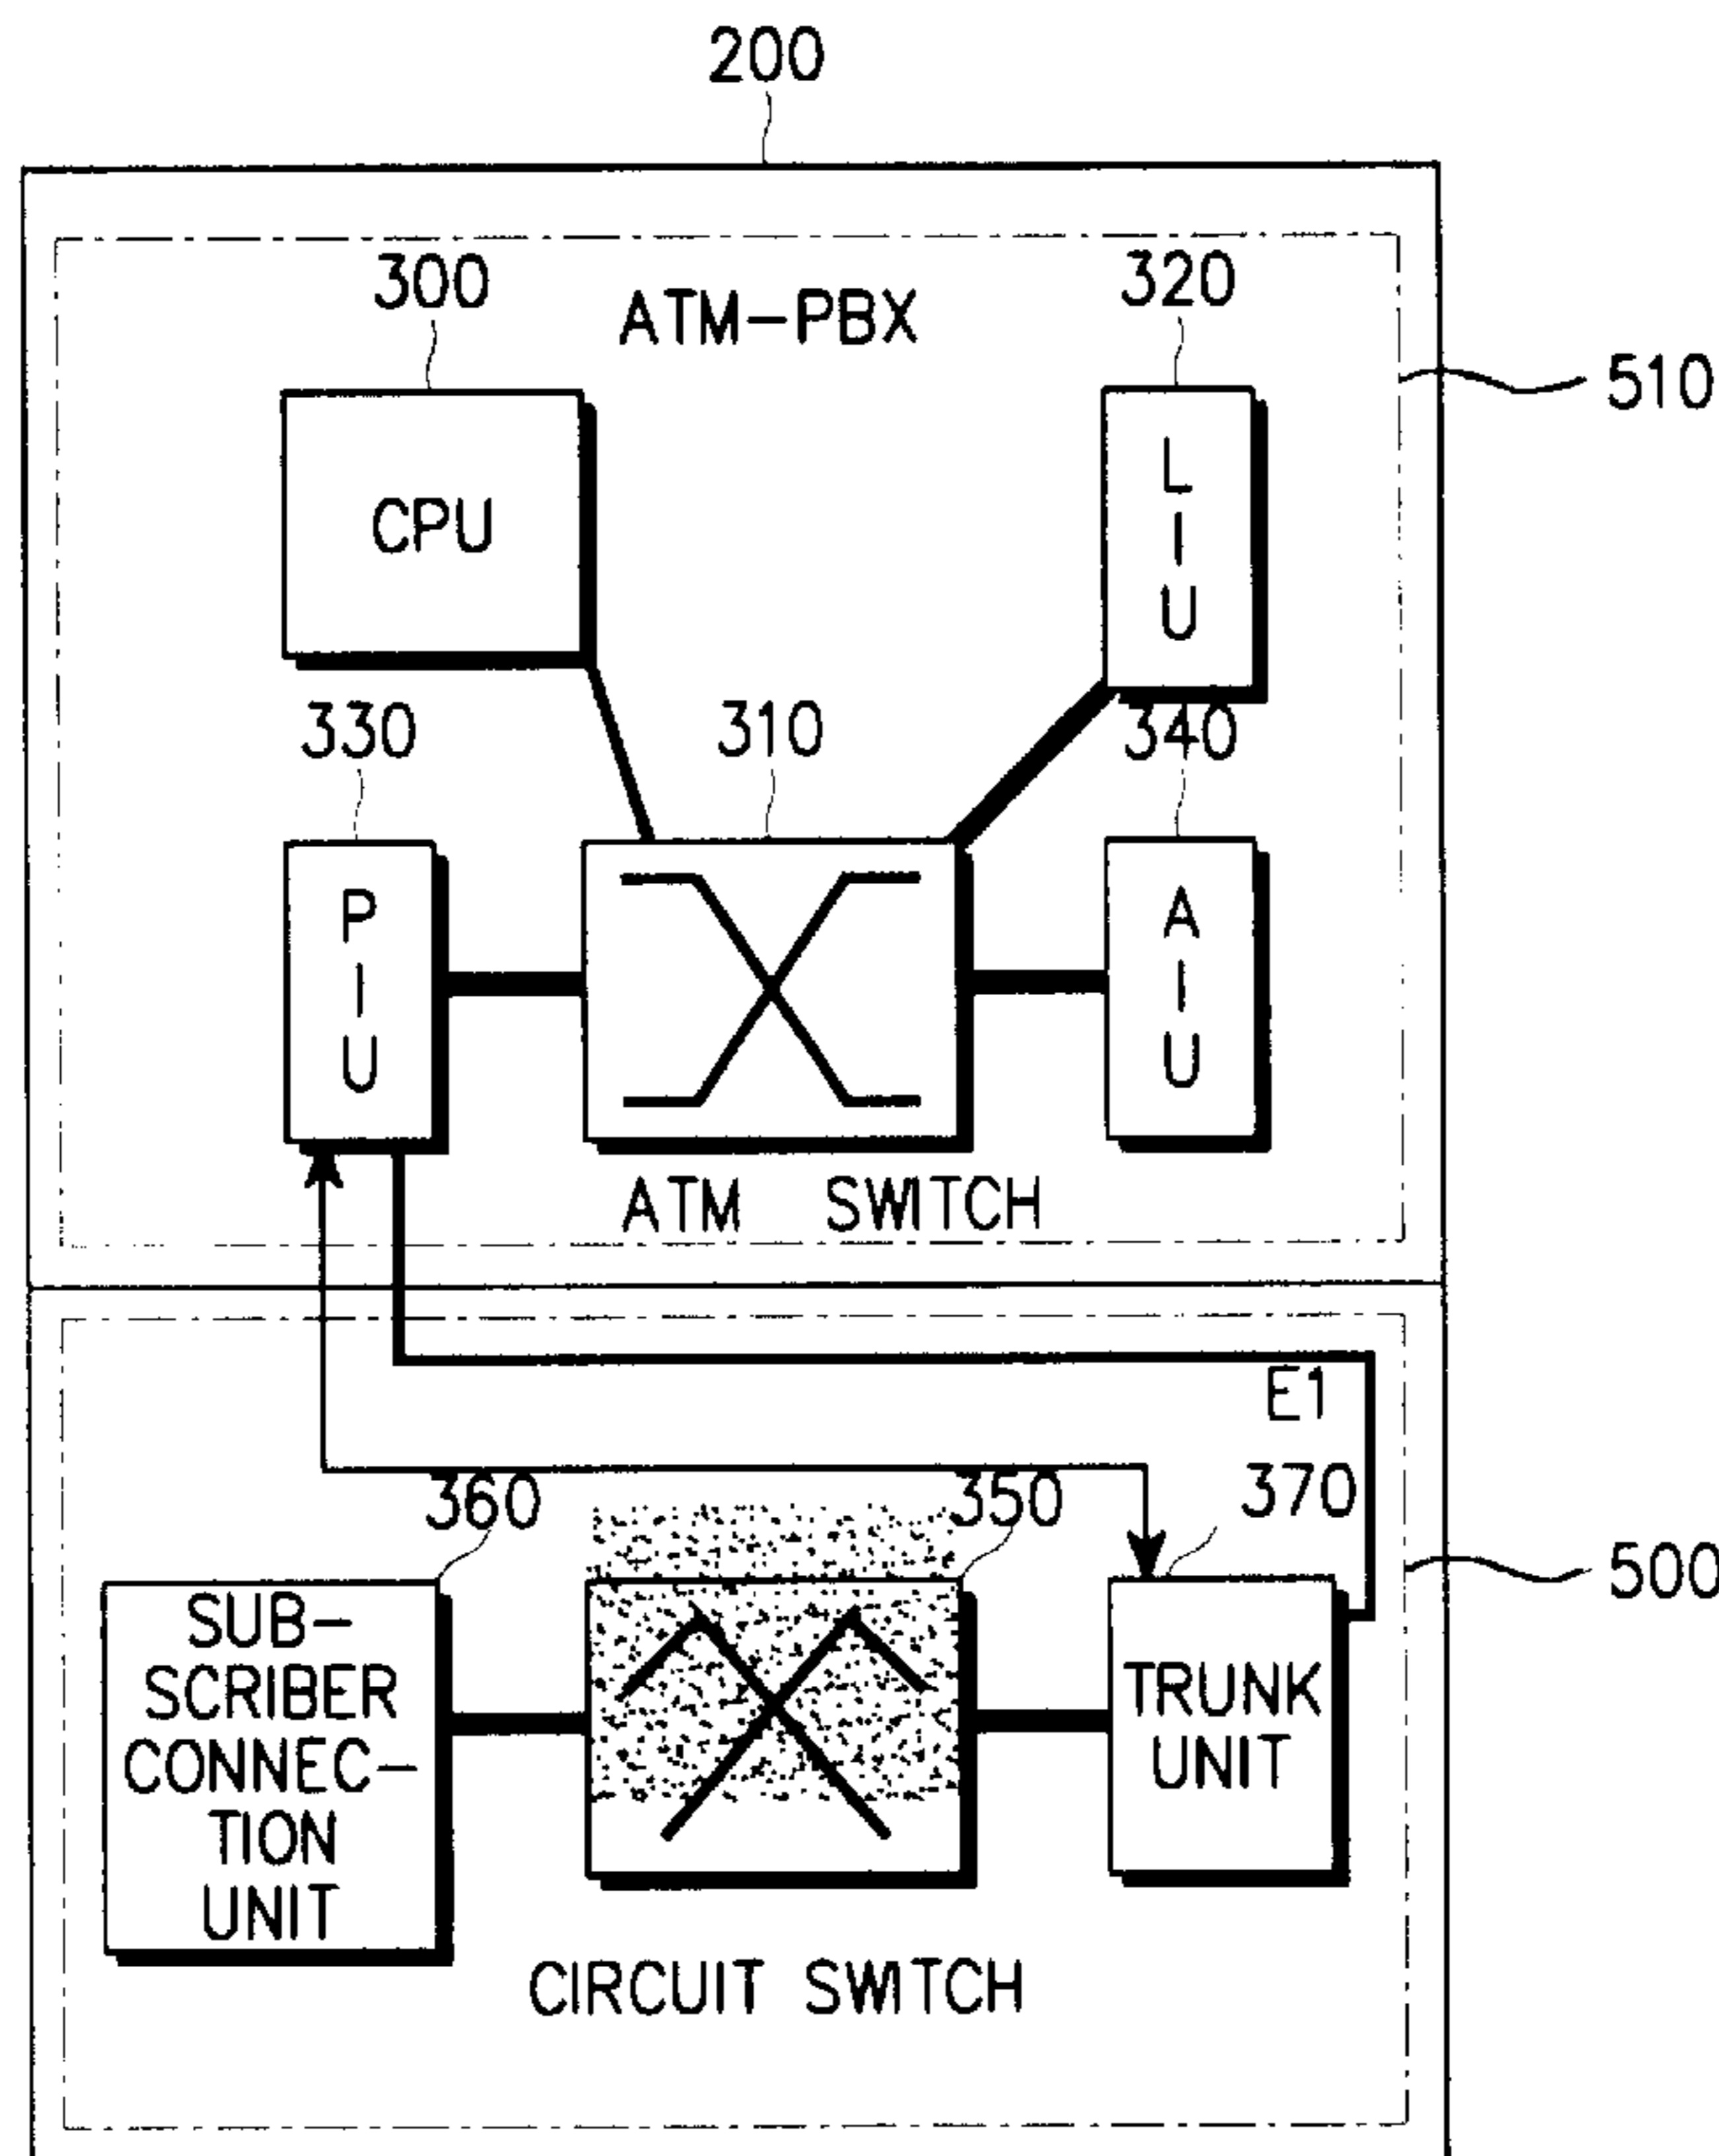 200
300
320
ATM-PBX
510
CPU
L
I
U
330
310
340
P
I
U
A
I
U
ATM SWITCH
E1
360
350
370
500
SUB-
SCRIBER
CONNEC-
TION
UNIT
TRUNK
UNIT
CIRCUIT SWITCH